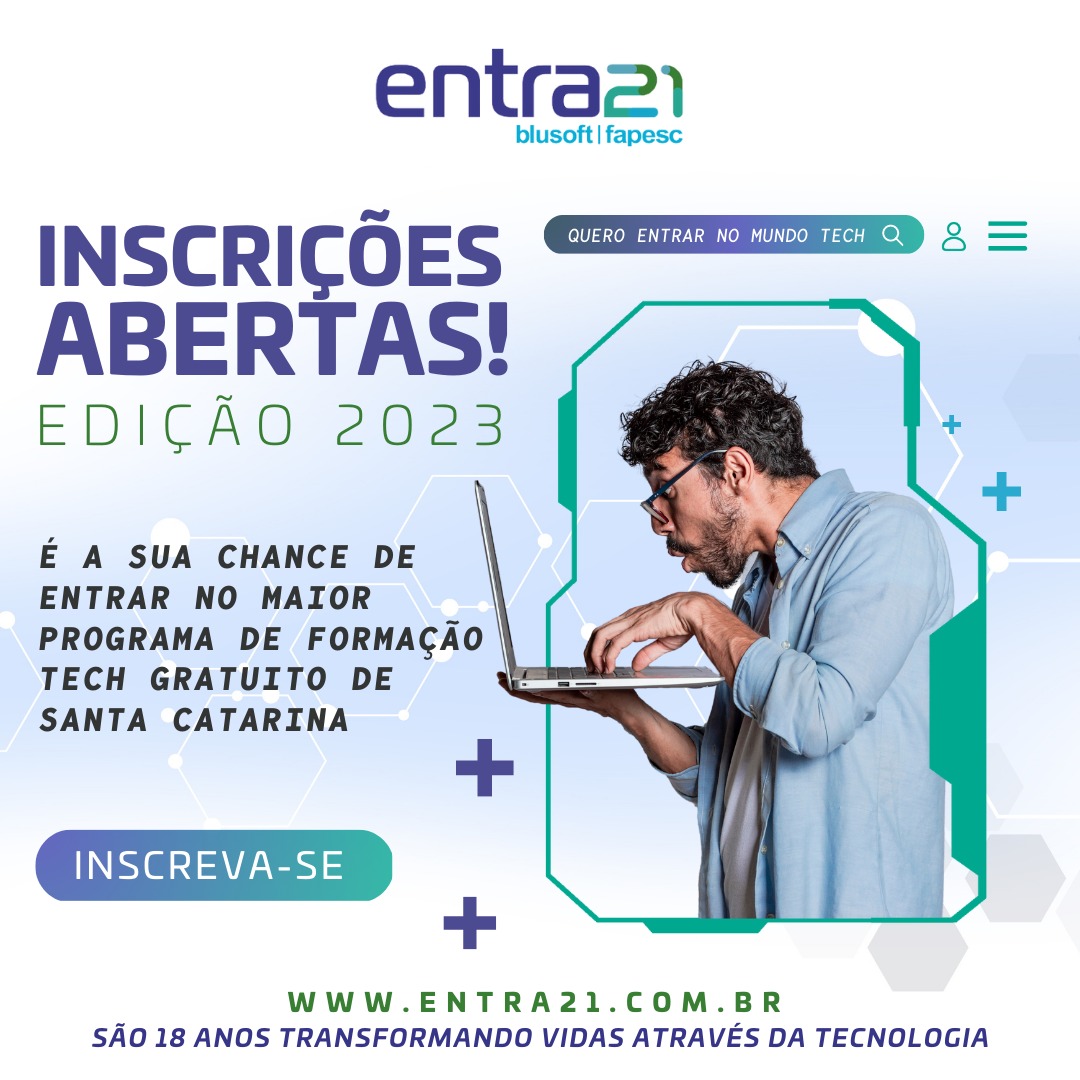 entra21
blusoft | fapesc
INSCRIÇÕES
ABERTAS!
EDIÇÃO 2023
QUERO ENTRAR NO MUNDO TECH
É A SUA CHANCE DE
ENTRAR NO MAIOR
PROGRAMA DE FORMAÇÃO
TECH GRATUITO DE
SANTA CATARINA
INSCREVA-SE
WWW.ENTRA21.COM.BR
SÃO 18 ANOS TRANSFORMANDO VIDAS ATRAVÉS DA TECNOLOGIA